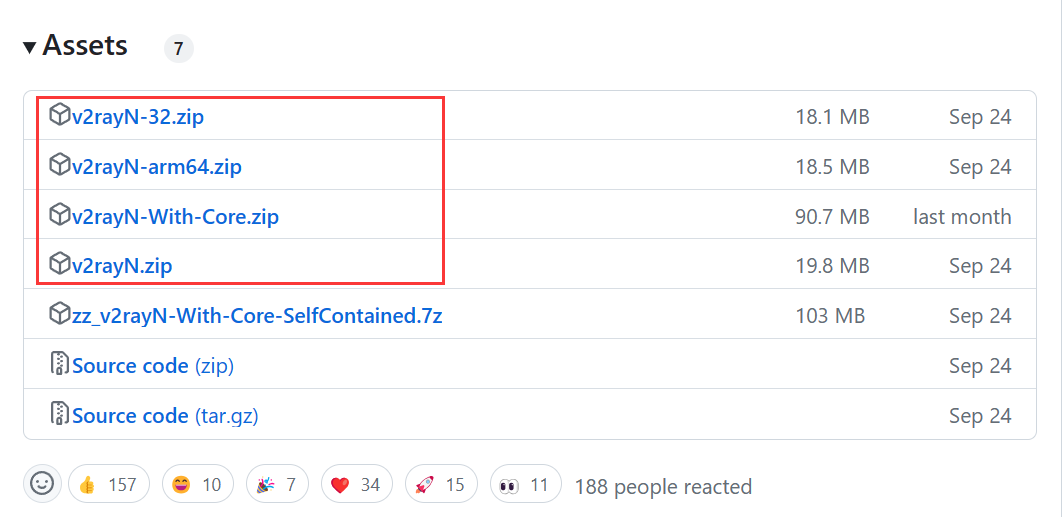 Assets 7
v2rayN-32.zip 18.1 MB Sep 24
v2rayN-arm64.zip 18.5 MB Sep 24
v2rayN-With-Core.zip 90.7 MB last month
v2rayN.zip 19.8 MB Sep 24
zz_v2rayN-With-Core-SelfContained.7z 103 MB Sep 24
Source code (zip) Sep 24
Source code (tar.gz) Sep 24
157 10 7 34 15 11 188 people reacted